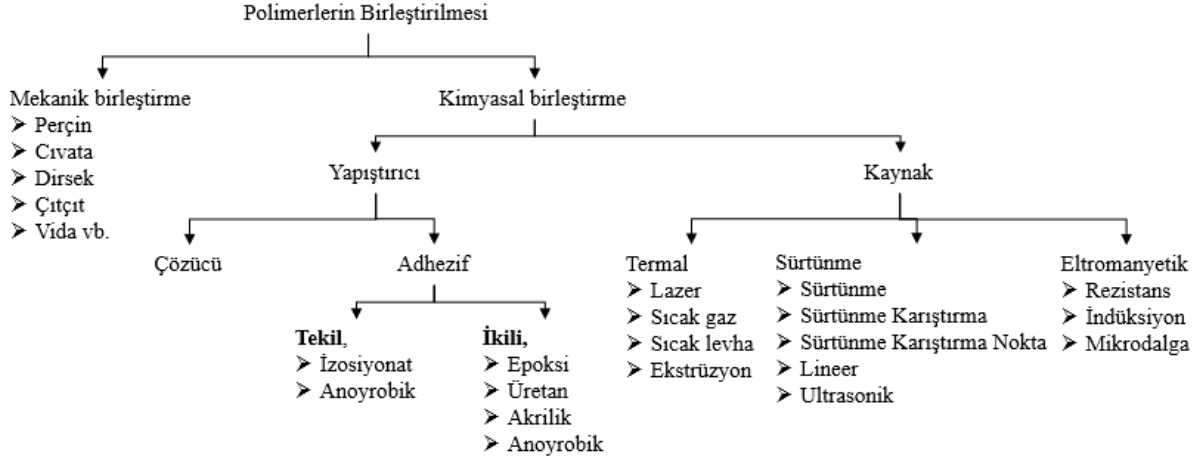 Polimerlerin Birleştirilmesi
Mekanik birleştirme
➢ Perçin
➢ Cıvata
➢ Dirsek
➢ Çıtçıt
➢ Vida vb.
Kimyasal birleştirme
Yapıştırıcı
Çözücü
Adhezif
Tekil,
➢ İzosiyonat
➢ Anoyrobik
İkili,
➢ Epoksi
➢ Üretan
➢ Akrilik
➢ Anoyrobik
Kaynak
Termal
➢ Lazer
➢ Sıcak gaz
➢ Sıcak levha
➢ Ekstrüzyon
Sürtünme
➢ Sürtünme
➢ Sürtünme Karıştırma
➢ Sürtünme Karıştırma Nokta
➢ Lineer
➢ Ultrasonik
Eltromanyetik
➢ Rezistans
➢ İndüksiyon
➢ Mikrodalga